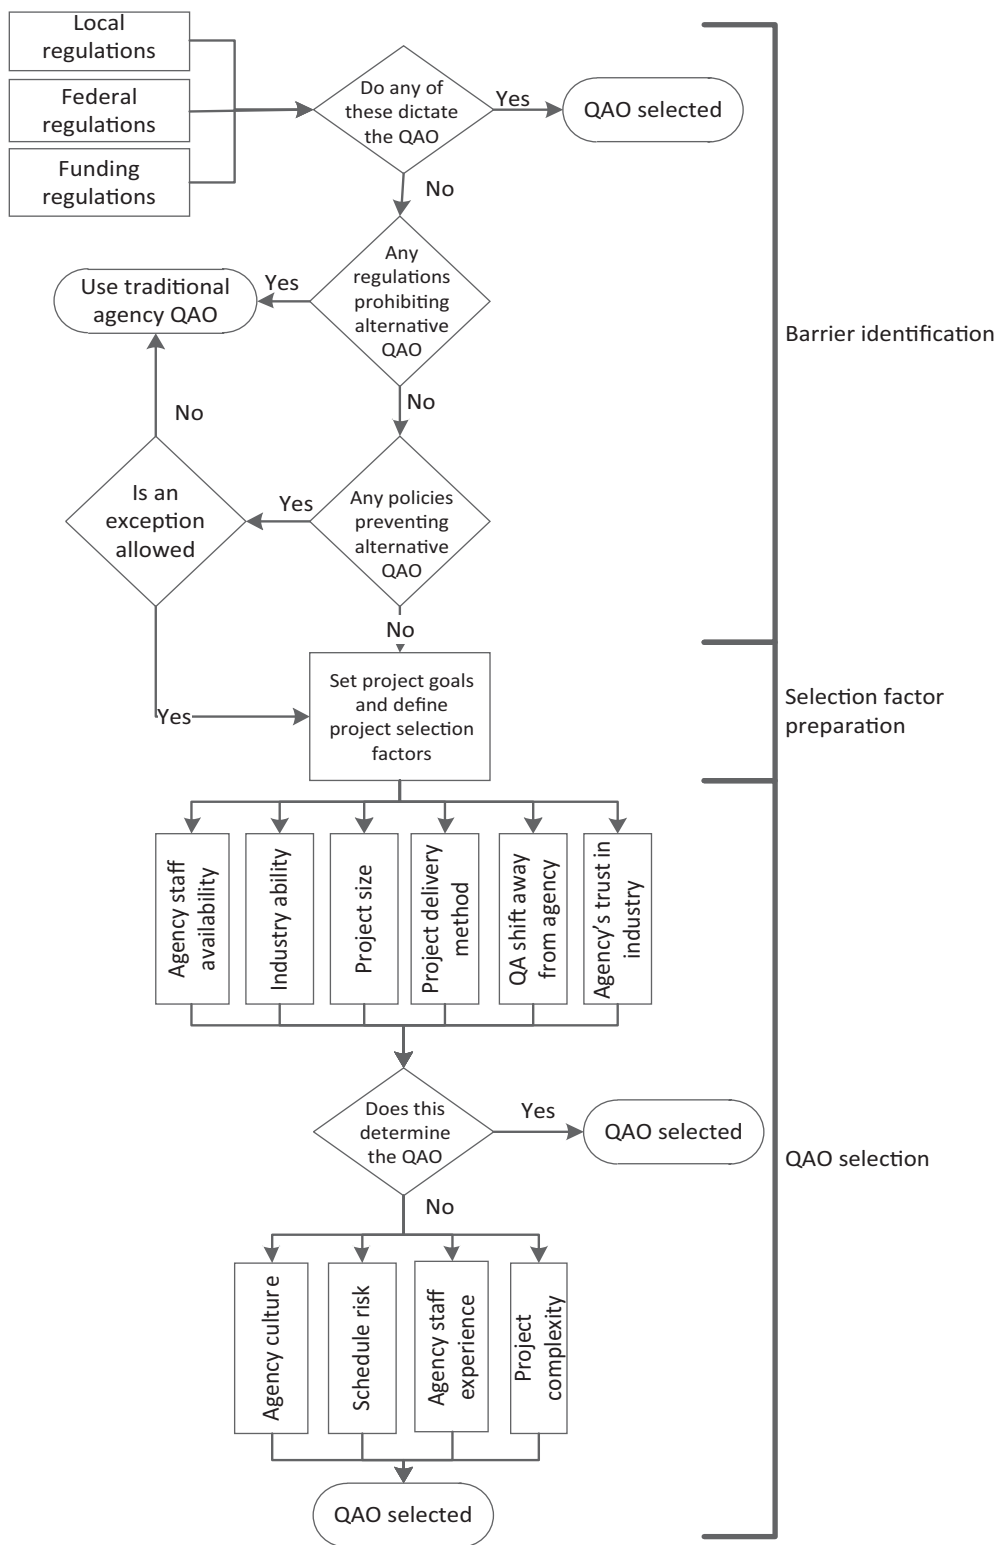 Local
regulations
Federal
regulations
Funding
regulations
Do any of
these dictate
the QAO
Yes
QAO selected
No
Any
regulations
prohibiting
alternative
QAO
Yes
Use traditional
agency QAO
Barrier identification
No
No
Any policies
preventing
alternative
QAO
Yes
Is an
exception
allowed
No
Yes
Set project goals
and define
project selection
factors
Selection factor
preparation
Agency staff
availability
Industry ability
Project size
Project delivery
method
QA shift away
from agency
Agency’s trust in
industry
Does this
determine
the QAO
Yes
QAO selected
QAO selection
No
Agency culture
Schedule risk
Agency staff
experience
Project
complexity
QAO selected